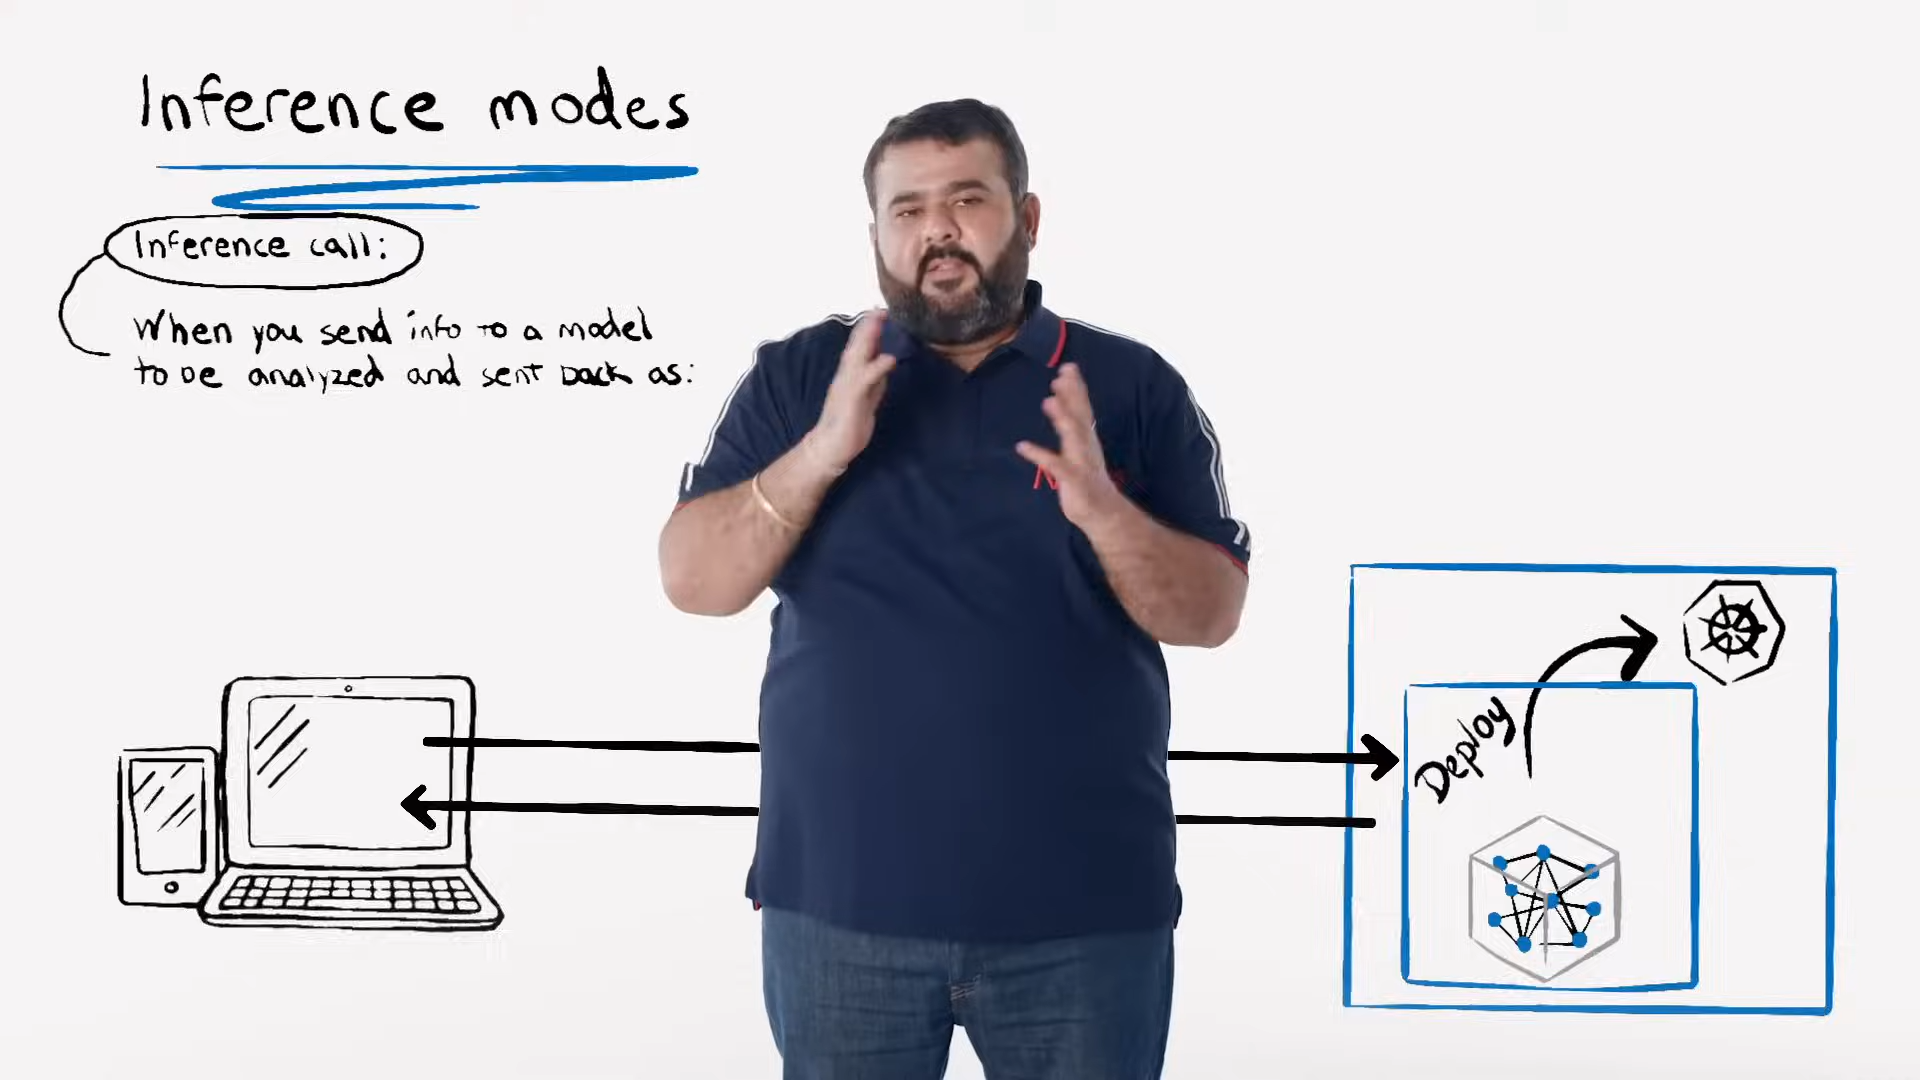 Inference modes
Inference call:
When you send info to a model
to be analyzed and sent back as:
Deploy